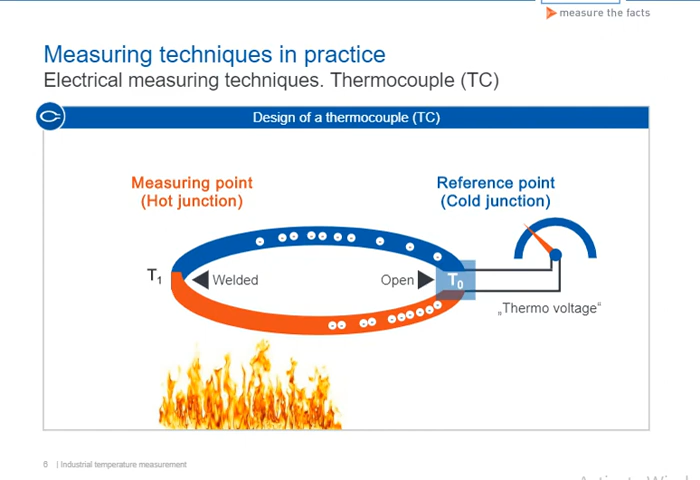 measure the facts
Measuring techniques in practice
Electrical measuring techniques. Thermocouple (TC)
Design of a thermocouple (TC)
Measuring point
(Hot junction)
Reference point
(Cold junction)
T₁
Welded
Open
T₀
„Thermo voltage“
6 | Industrial temperature measurement